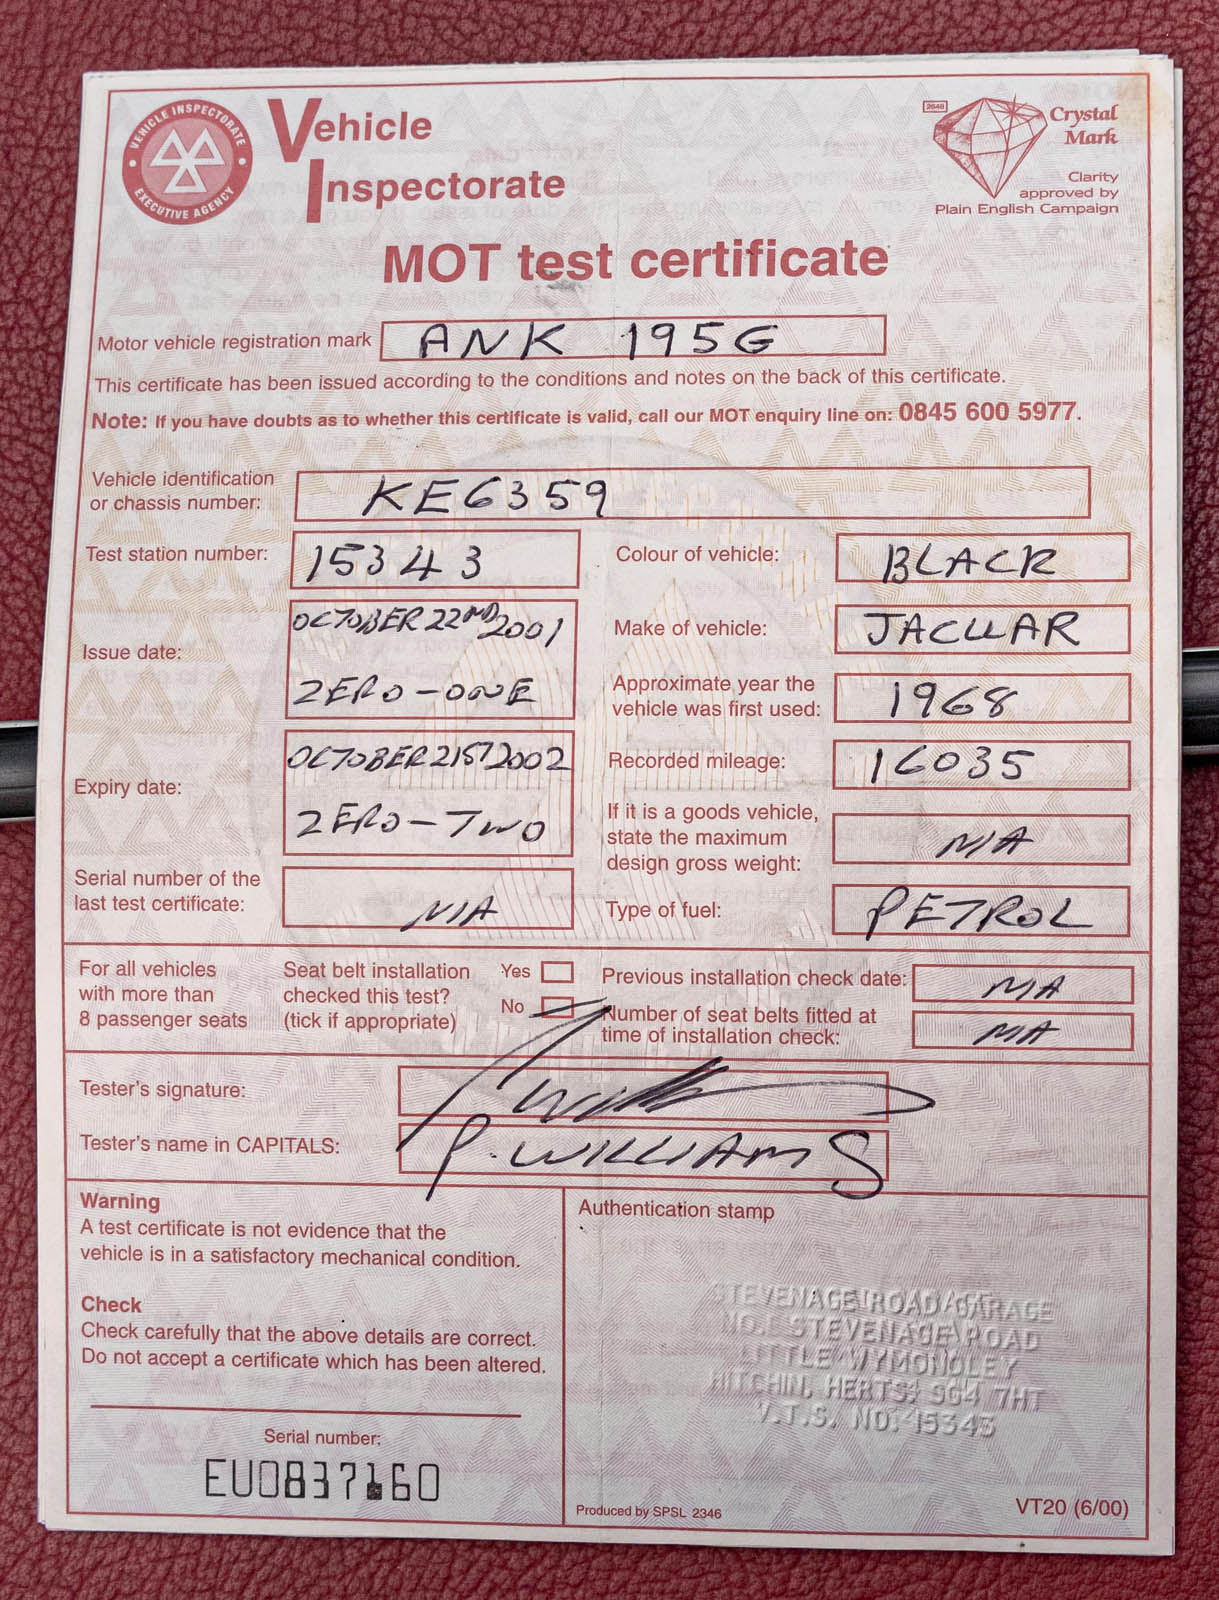 VEHICLE INSPECTORATE
EXECUTIVE AGENCY
Vehicle
Inspectorate
2648
Crystal
Mark
Clarity
approved by
Plain English Campaign
MOT test certificate
Motor vehicle registration mark ANK 195G
This certificate has been issued according to the conditions and notes on the back of this certificate.
Note: If you have doubts as to whether this certificate is valid, call our MOT enquiry line on: 0845 600 5977.
Vehicle identification
or chassis number: KE6359
Test station number: 15343
Colour of vehicle: BLACK
Issue date: OCTOBER 22ND 2001
ZERO-ONE
Make of vehicle: JAGUAR
Approximate year the
vehicle was first used: 1968
Expiry date: OCTOBER 21ST 2002
ZERO-TWO
Recorded mileage: 16035
If it is a goods vehicle,
state the maximum
design gross weight: N/A
Serial number of the
last test certificate: N/A
Type of fuel: PETROL
For all vehicles
with more than
8 passenger seats
Seat belt installation
checked this test?
(tick if appropriate)
Yes
No
Previous installation check date: N/A
Number of seat belts fitted at
time of installation check: N/A
Tester's signature:
Tester's name in CAPITALS: P. WILLIAMS
Warning
A test certificate is not evidence that the
vehicle is in a satisfactory mechanical condition.
Check
Check carefully that the above details are correct.
Do not accept a certificate which has been altered.
Serial number:
EU0837160
Authentication stamp
STEVENAGE ROAD GARAGE
NO.1 STEVENAGE ROAD
LITTLE WYMONDLEY
HITCHIN, HERTS. SG4 7HT
V.T.S. NO. 15343
Produced by SPSL 2346
VT20 (6/00)